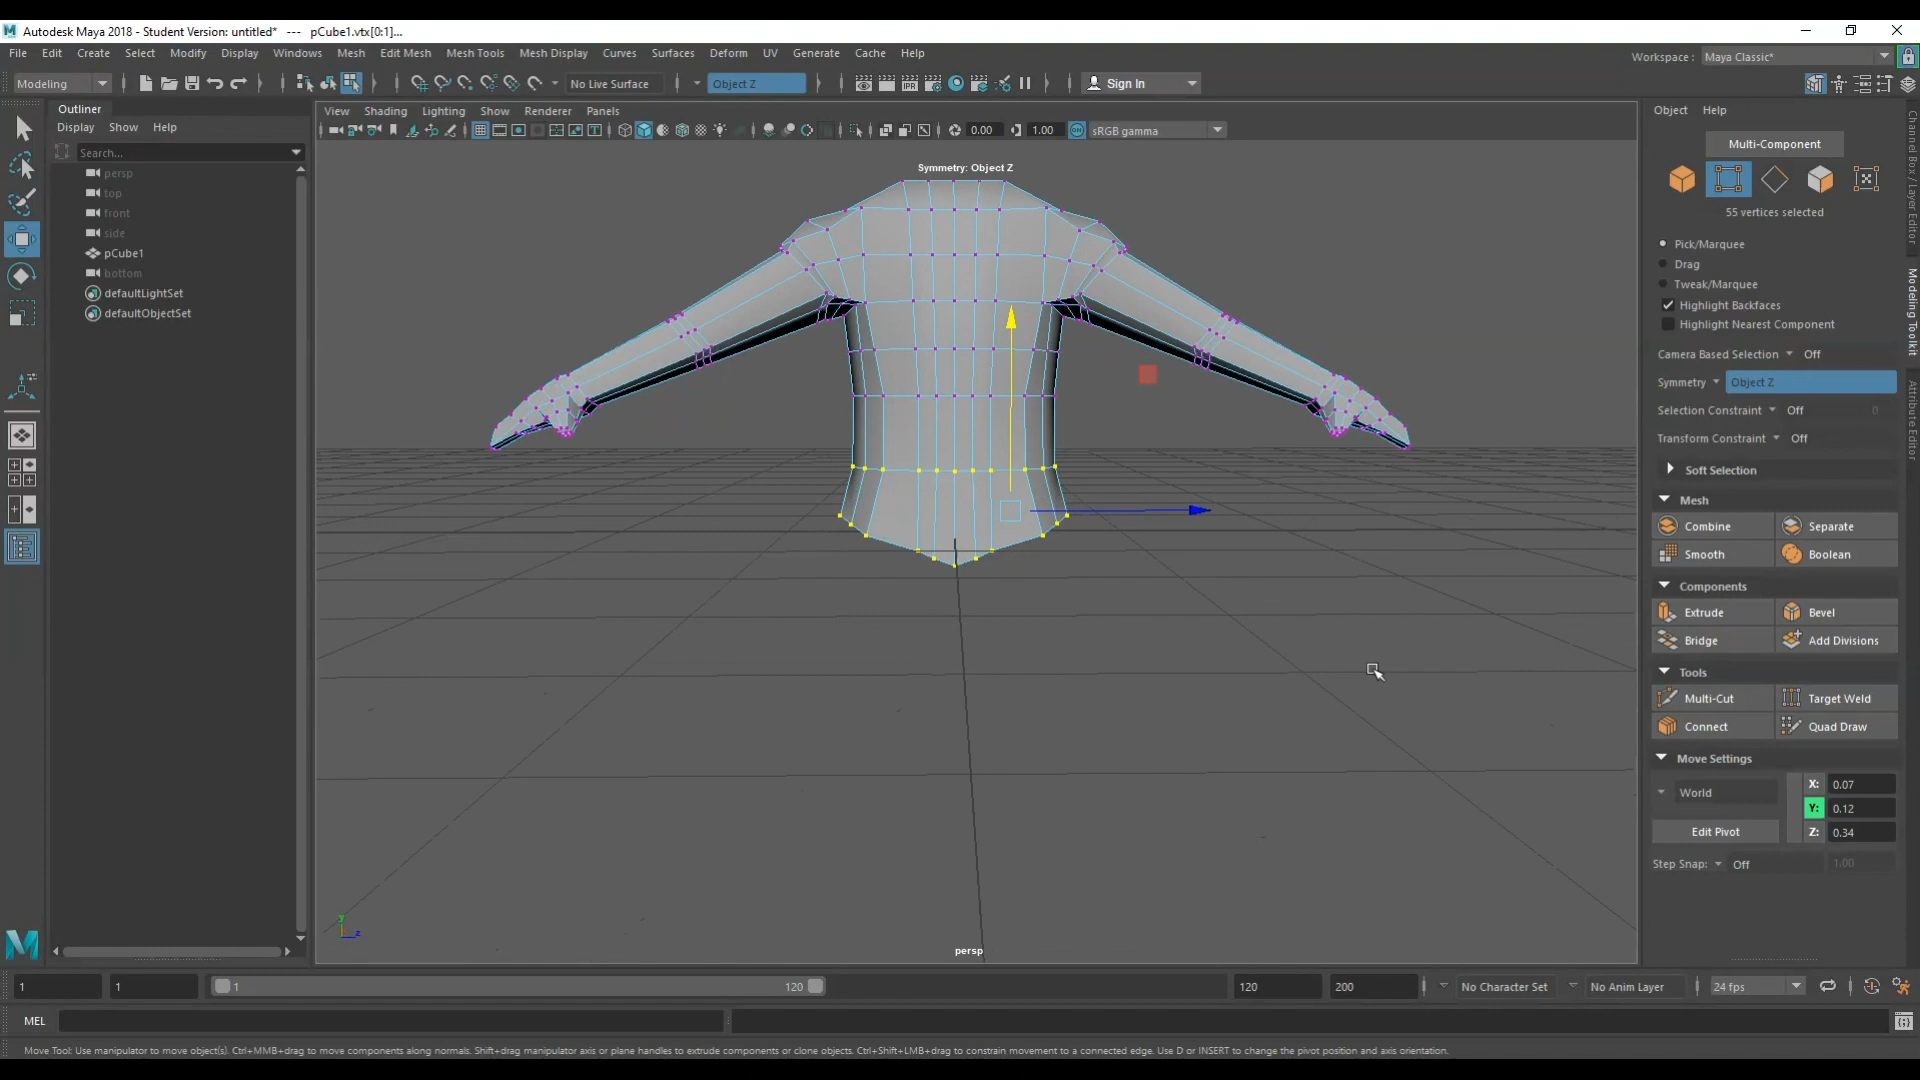 Autodesk Maya 2018 - Student Version: untitled*   ---   pCube1.vtx[0:1]...
File Edit Create Select Modify Display Windows Mesh Edit Mesh Mesh Tools Mesh Display Curves Surfaces Deform UV Generate Cache Help
Workspace : Maya Classic*
Modeling No Live Surface Object Z Sign In
Outliner
Display Show Help
Search...
persp
top
front
side
pCube1
bottom
defaultLightSet
defaultObjectSet
View Shading Lighting Show Renderer Panels
0.00 1.00 ON sRGB gamma
Symmetry: Object Z
y
z
persp
Object Help
Multi-Component
55 vertices selected
Pick/Marquee
Drag
Tweak/Marquee
Highlight Backfaces
Highlight Nearest Component
Camera Based Selection Off
Symmetry Object Z
Selection Constraint Off 0
Transform Constraint Off
Soft Selection
Mesh
Combine Separate
Smooth Boolean
Components
Extrude Bevel
Bridge Add Divisions
Tools
Multi-Cut Target Weld
Connect Quad Draw
Move Settings
World X: 0.07
Y: 0.12
Edit Pivot Z: 0.34
Step Snap: Off 1.00
Channel Box / Layer Editor
Modeling Toolkit
Attribute Editor
1 1 1 120 120 200 No Character Set No Anim Layer 24 fps
MEL
Move Tool: Use manipulator to move object(s). Ctrl+MMB+drag to move components along normals. Shift+drag manipulator axis or plane handles to extrude components or clone objects. Ctrl+Shift+LMB+drag to constrain movement to a connected edge. Use D or INSERT to change the pivot position and axis orientation.